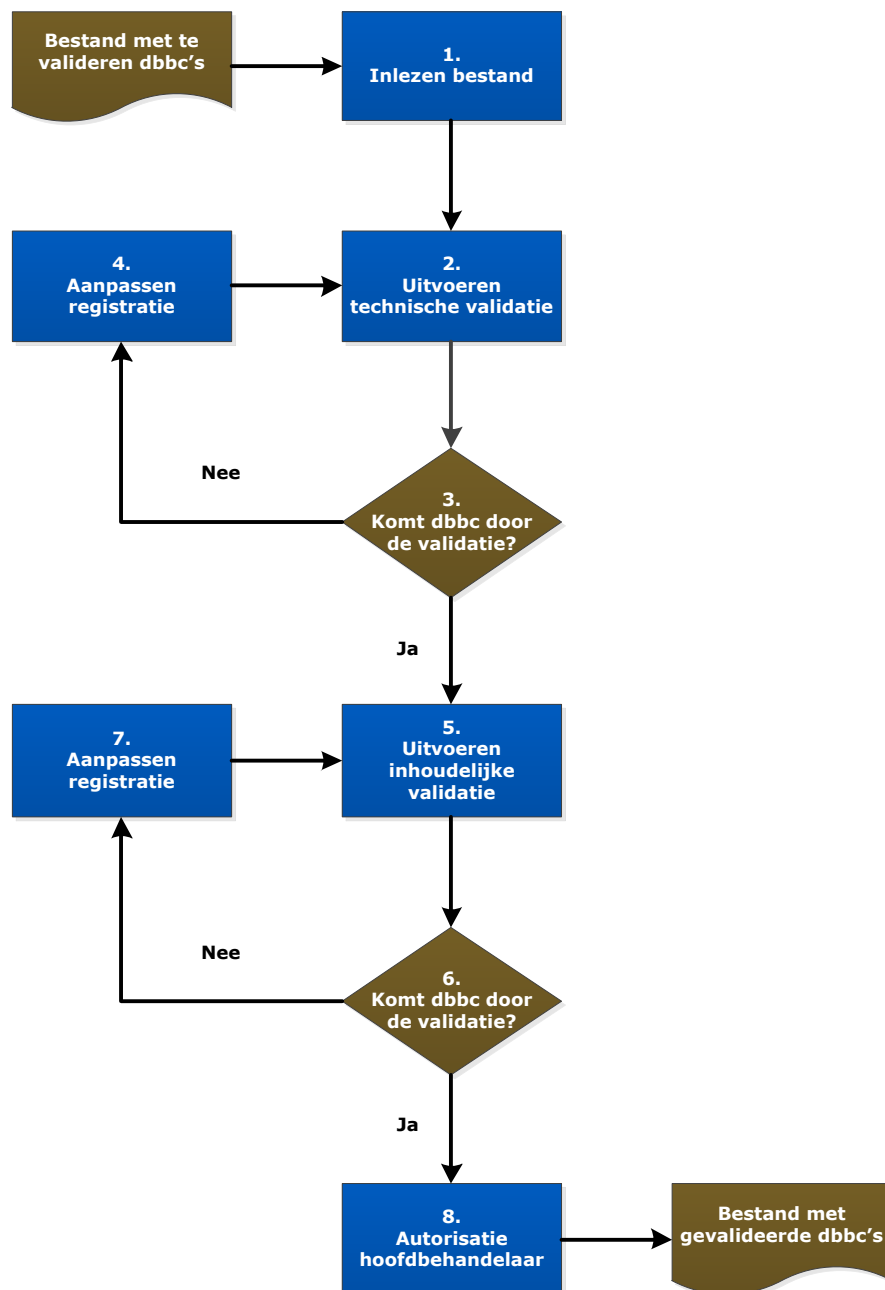 Bestand met te
valideren dbbc's
1.
Inlezen bestand
4.
Aanpassen
registratie
2.
Uitvoeren
technische validatie
Nee
3.
Komt dbbc door
de validatie?
Ja
7.
Aanpassen
registratie
5.
Uitvoeren
inhoudelijke
validatie
Nee
6.
Komt dbbc door
de validatie?
Ja
8.
Autorisatie
hoofdbehandelaar
Bestand met
gevalideerde dbbc's